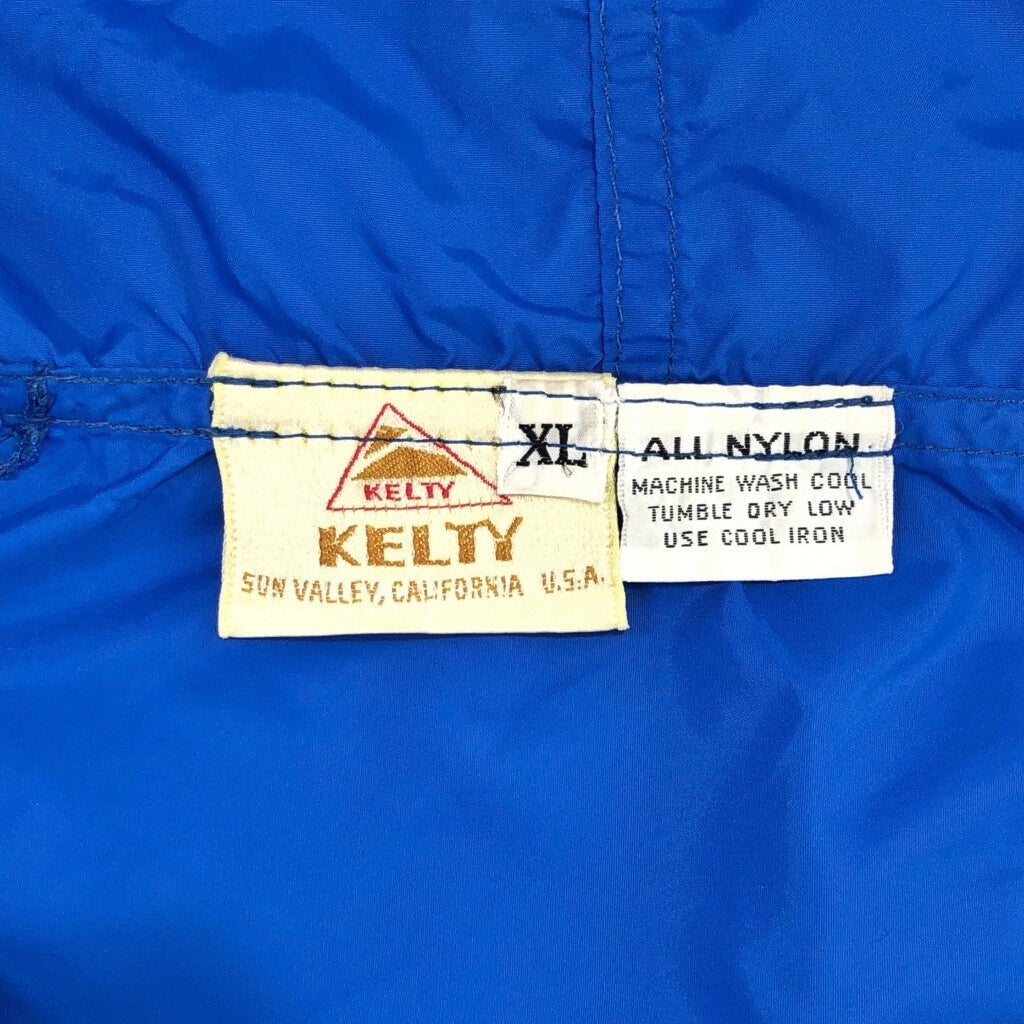 KELTY
KELTY
SUN VALLEY, CALIFORNIA U.S.A.
XL
ALL NYLON
MACHINE WASH COOL
TUMBLE DRY LOW
USE COOL IRON